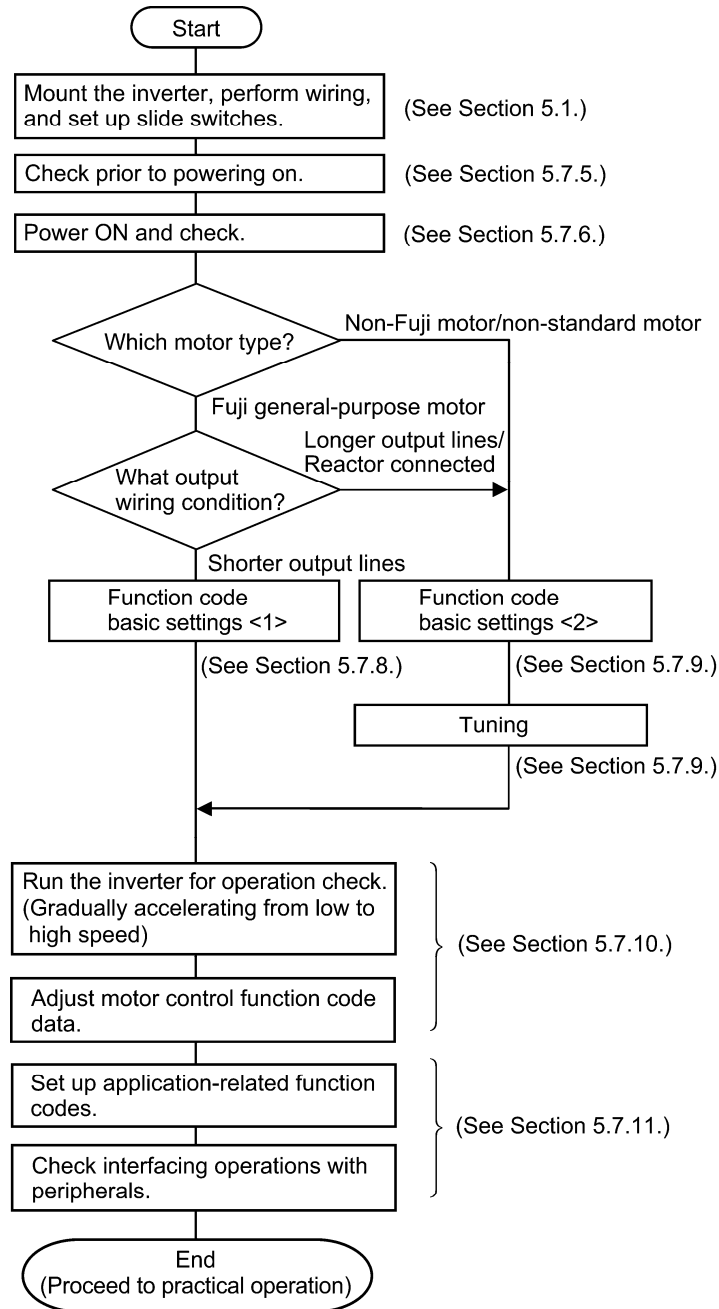 Start
Mount the inverter, perform wiring,
and set up slide switches.
(See Section 5.1.)
Check prior to powering on.
(See Section 5.7.5.)
Power ON and check.
(See Section 5.7.6.)
Which motor type?
Non-Fuji motor/non-standard motor
Fuji general-purpose motor
Longer output lines/
Reactor connected
What output
wiring condition?
Shorter output lines
Function code
basic settings <1>
(See Section 5.7.8.)
Function code
basic settings <2>
(See Section 5.7.9.)
Tuning
(See Section 5.7.9.)
Run the inverter for operation check.
(Gradually accelerating from low to
high speed)
Adjust motor control function code
data.
(See Section 5.7.10.)
Set up application-related function
codes.
Check interfacing operations with
peripherals.
(See Section 5.7.11.)
End
(Proceed to practical operation)